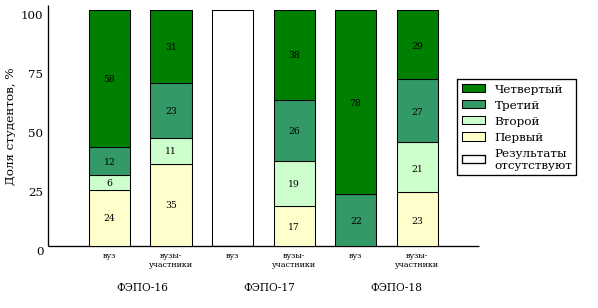 100
75
50
25
0
Доля студентов, %
58
12
6
24
31
23
11
35
38
26
19
17
78
22
29
27
21
23
вуз
вузы-
участники
вуз
вузы-
участники
вуз
вузы-
участники
ФЭПО-16
ФЭПО-17
ФЭПО-18
Четвертый
Третий
Второй
Первый
Результаты
отсутствуют